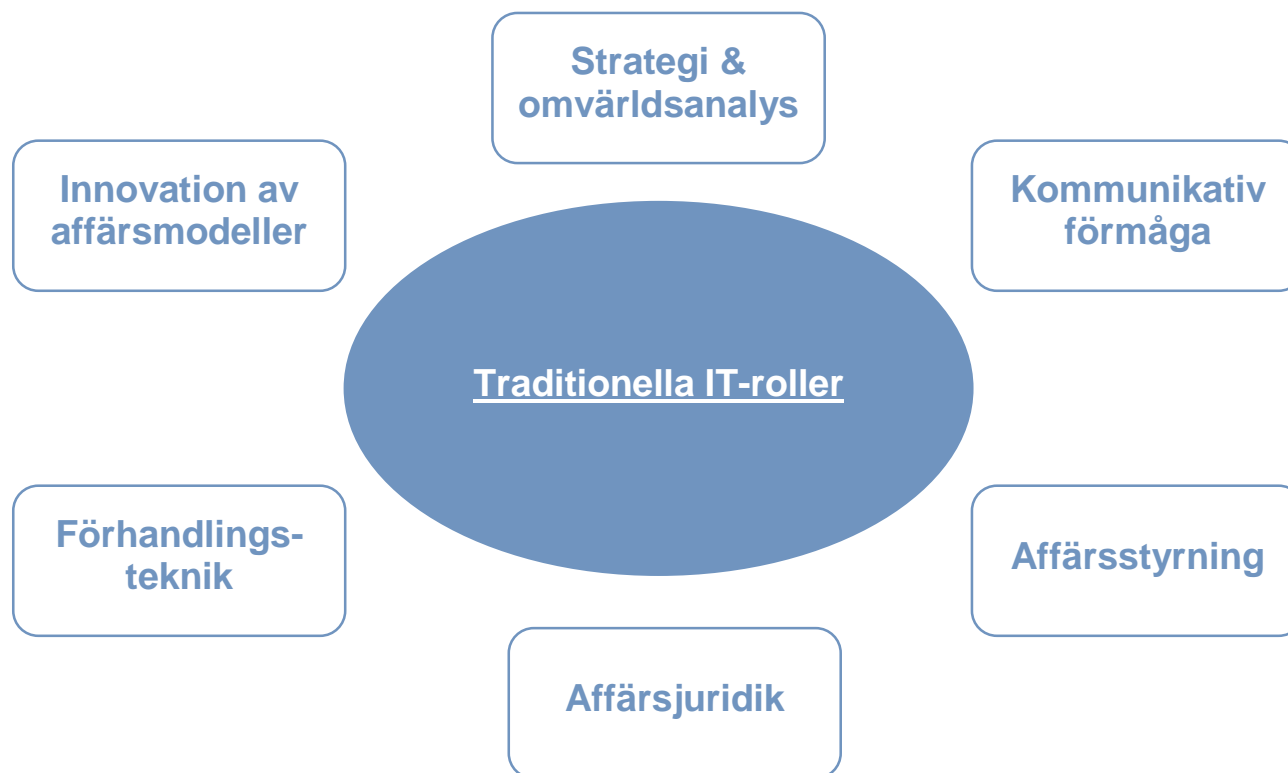 Strategi &
omvärldsanalys
Innovation av
affärsmodeller
Kommunikativ
förmåga
Traditionella IT-roller
Förhandlings-
teknik
Affärsstyrning
Affärsjuridik